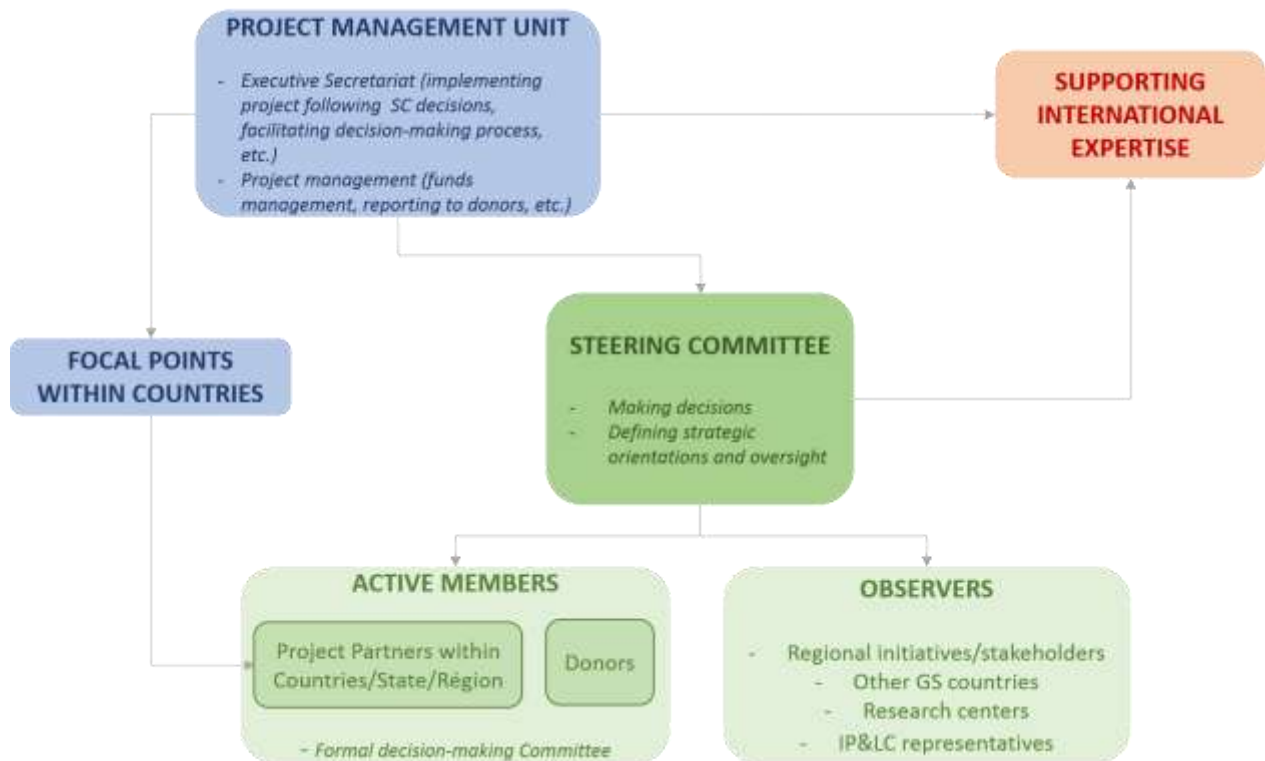 PROJECT MANAGEMENT UNIT
- Executive Secretariat (implementing
project following SC decisions,
facilitating decision-making process,
etc.)
- Project management (funds
management, reporting to donors, etc.)
SUPPORTING
INTERNATIONAL
EXPERTISE
FOCAL POINTS
WITHIN COUNTRIES
STEERING COMMITTEE
- Making decisions
- Defining strategic
orientations and oversight
ACTIVE MEMBERS
Project Partners within
Countries/State/Région
Donors
- Formal decision-making Committee
OBSERVERS
- Regional initiatives/stakeholders
- Other GS countries
- Research centers
- IP&LC representatives